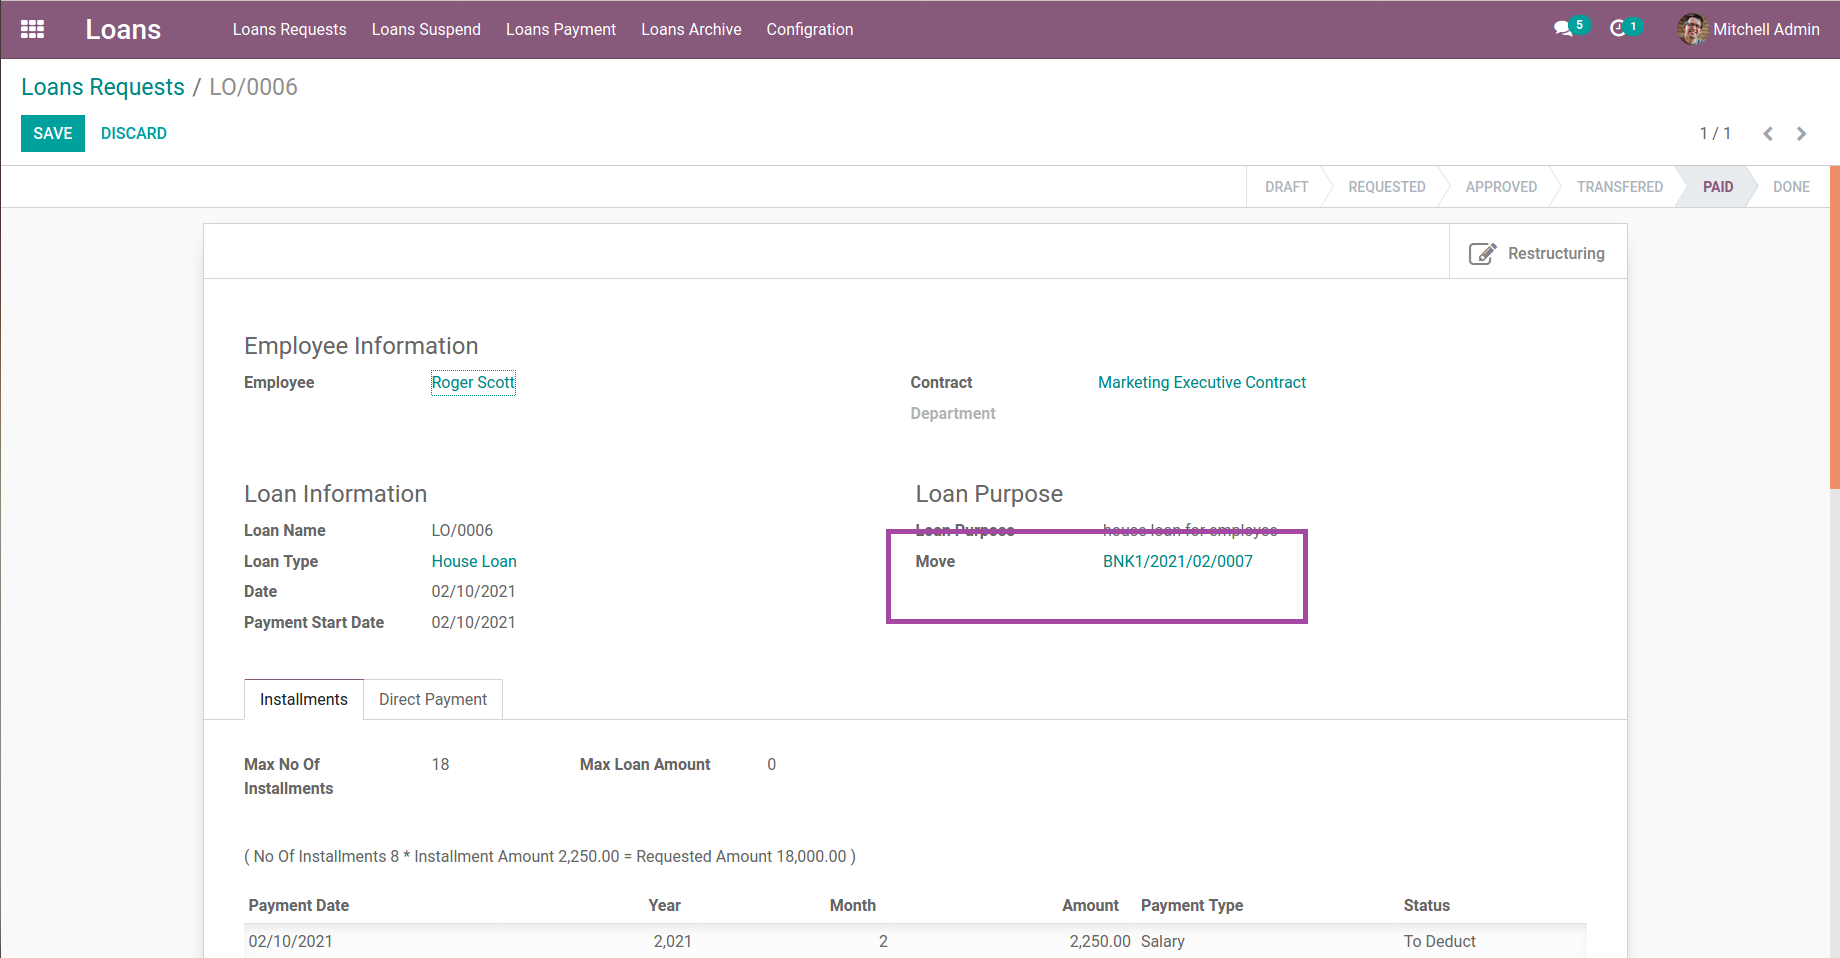 Loans Loans Requests Loans Suspend Loans Payment Loans Archive Configration 5 1 Mitchell Admin
Loans Requests / LO/0006
SAVE DISCARD 1 / 1
DRAFT REQUESTED APPROVED TRANSFERED PAID DONE
Restructuring
Employee Information
Employee Roger Scott Contract Marketing Executive Contract
Department
Loan Information Loan Purpose
Loan Name LO/0006 Loan Purpose house loan for employee
Loan Type House Loan Move BNK1/2021/02/0007
Date 02/10/2021
Payment Start Date 02/10/2021
Installments Direct Payment
Max No Of 18 Max Loan Amount 0
Installments
( No Of Installments 8 * Installment Amount 2,250.00 = Requested Amount 18,000.00 )
Payment Date Year Month Amount Payment Type Status
02/10/2021 2,021 2 2,250.00 Salary To Deduct